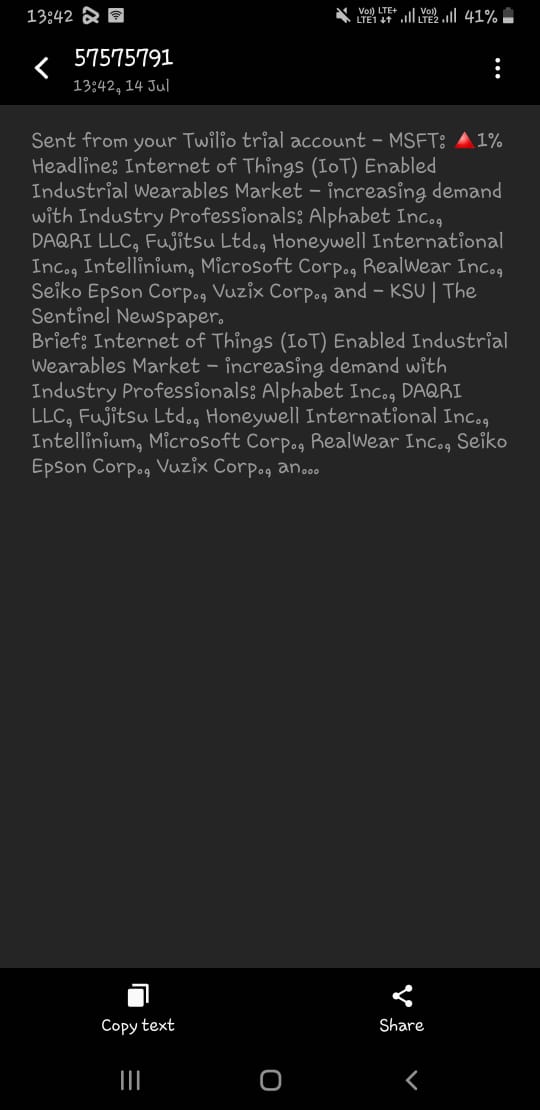 13:42 Vo)) LTE+ Vo)) 41%
LTE1 LTE2
57575791
13:42, 14 Jul
Sent from your Twilio trial account - MSFT: 🔺1%
Headline: Internet of Things (IoT) Enabled
Industrial Wearables Market – increasing demand
with Industry Professionals: Alphabet Inc.,
DAQRI LLC, Fujitsu Ltd., Honeywell International
Inc., Intellinium, Microsoft Corp., RealWear Inc.,
Seiko Epson Corp., Vuzix Corp., and - KSU | The
Sentinel Newspaper.
Brief: Internet of Things (IoT) Enabled Industrial
Wearables Market – increasing demand with
Industry Professionals: Alphabet Inc., DAQRI
LLC, Fujitsu Ltd., Honeywell International Inc.,
Intellinium, Microsoft Corp., RealWear Inc., Seiko
Epson Corp., Vuzix Corp., an...
Copy text Share